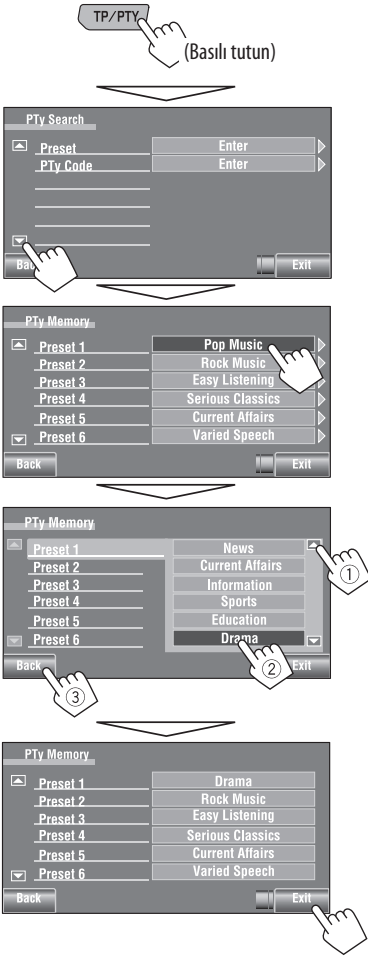 TP/PTY
(Basılı tutun)
PTy Search
Preset Enter
PTy Code Enter
Back Exit
PTy Memory
Preset 1 Pop Music
Preset 2 Rock Music
Preset 3 Easy Listening
Preset 4 Serious Classics
Preset 5 Current Affairs
Preset 6 Varied Speech
Back Exit
PTy Memory
Preset 1 News
Preset 2 Current Affairs
Preset 3 Information
Preset 4 Sports
Preset 5 Education
Preset 6 Drama
Back Exit
1
2
3
PTy Memory
Preset 1 Drama
Preset 2 Rock Music
Preset 3 Easy Listening
Preset 4 Serious Classics
Preset 5 Current Affairs
Preset 6 Varied Speech
Back Exit